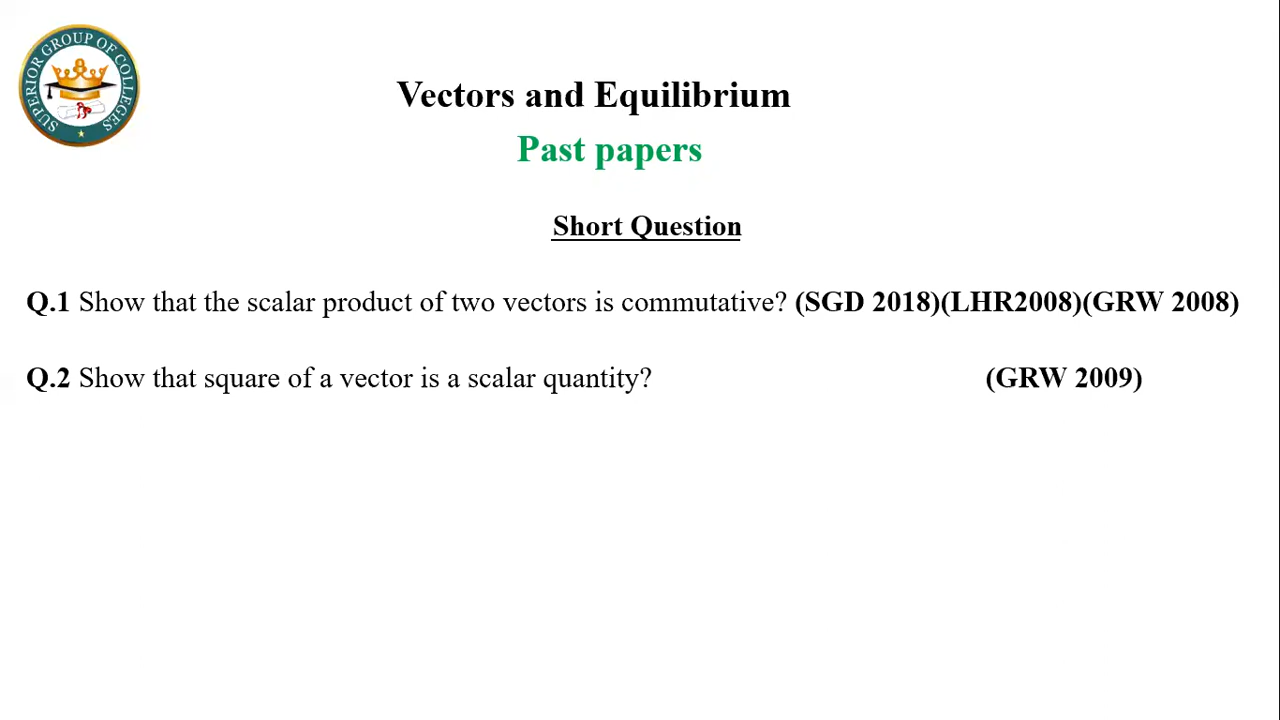 SUPERIOR GROUP OF COLLEGES
Vectors and Equilibrium
Past papers
Short Question
Q.1 Show that the scalar product of two vectors is commutative? (SGD 2018)(LHR2008)(GRW 2008)
Q.2 Show that square of a vector is a scalar quantity? (GRW 2009)